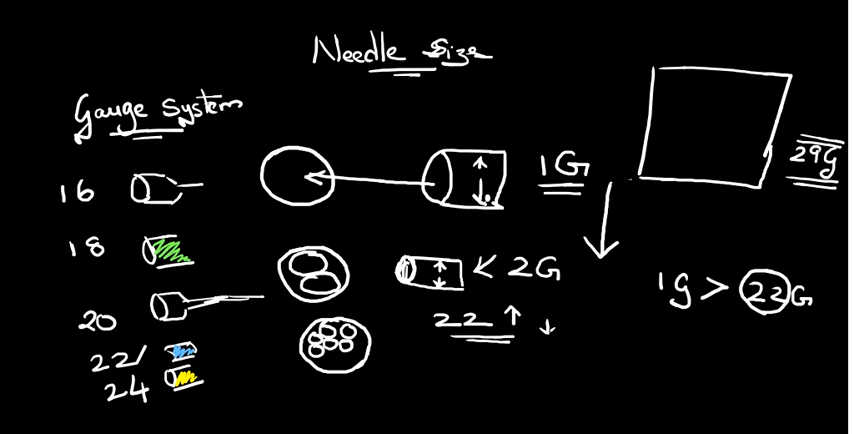 Needle Size
Gauge System
16
18
20
22/
24
1G
< 2G
22 ↑ ↓
29G
1g > 22G